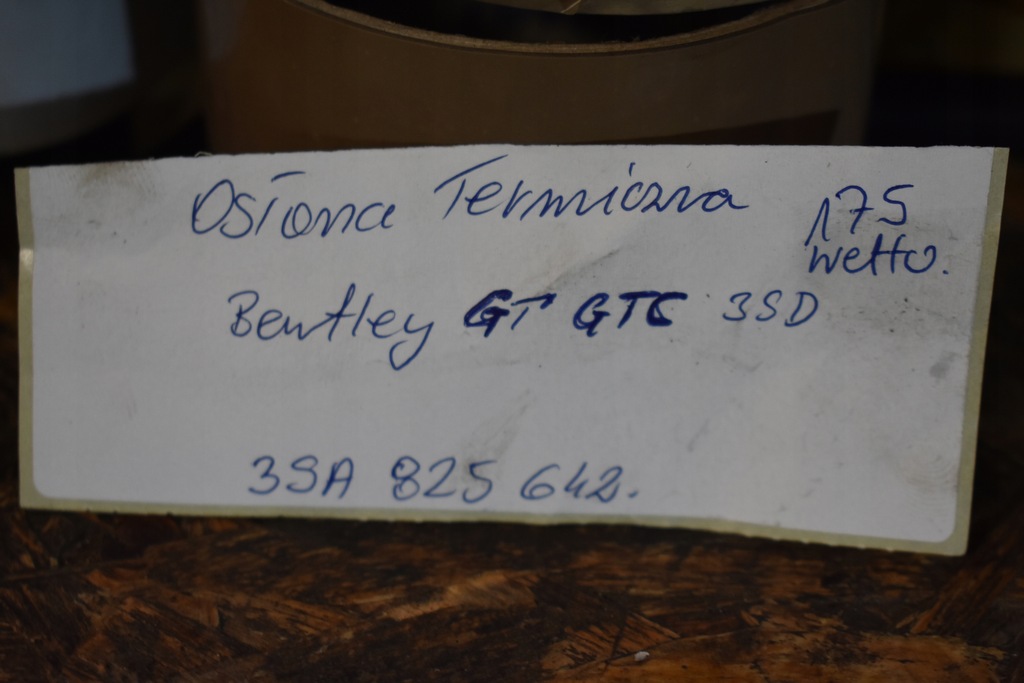 Osłona Termiczna
175
netto.
Bentley GT GTC 3SD
3SA 825 642.